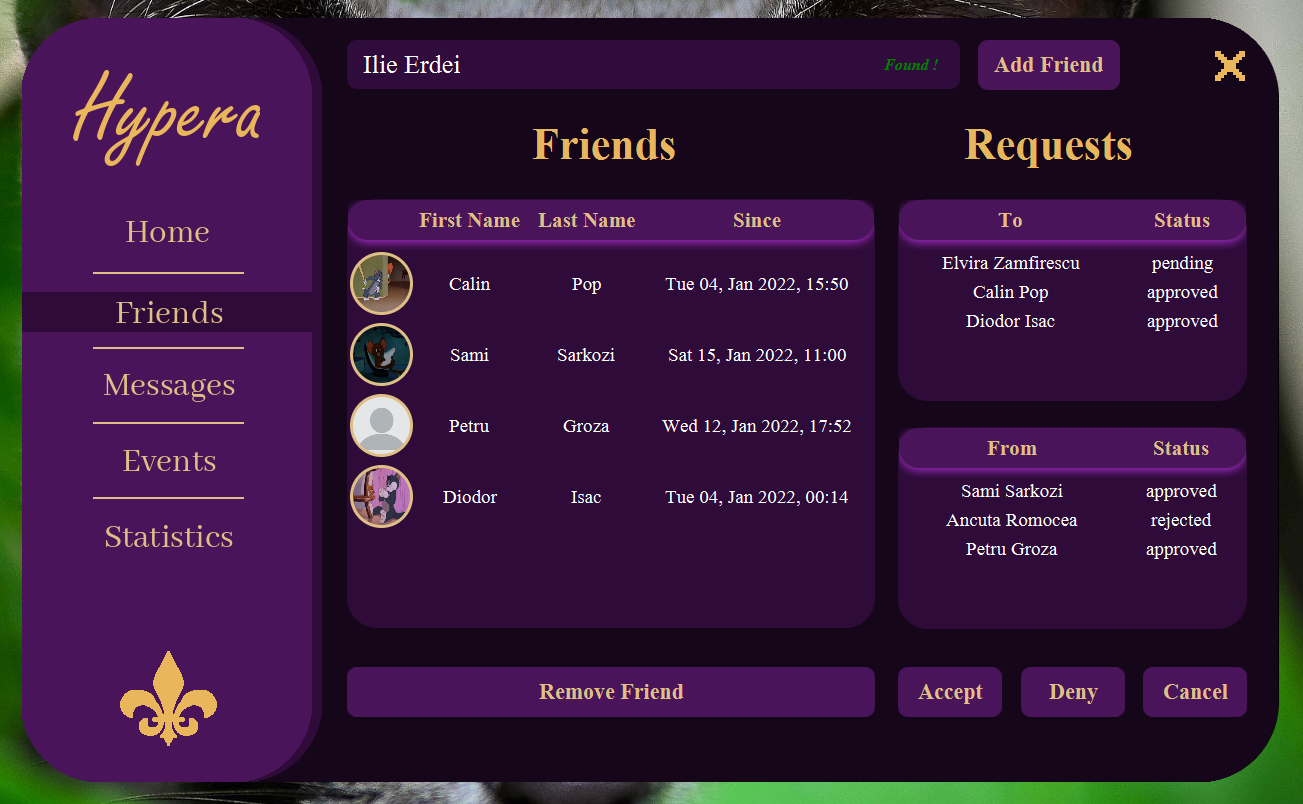 Hypera
Home
Friends
Messages
Events
Statistics
Ilie Erdei Found !
Add Friend
Friends
First Name Last Name Since
Calin Pop Tue 04, Jan 2022, 15:50
Sami Sarkozi Sat 15, Jan 2022, 11:00
Petru Groza Wed 12, Jan 2022, 17:52
Diodor Isac Tue 04, Jan 2022, 00:14
Remove Friend
Requests
To Status
Elvira Zamfirescu pending
Calin Pop approved
Diodor Isac approved
From Status
Sami Sarkozi approved
Ancuta Romocea rejected
Petru Groza approved
Accept Deny Cancel